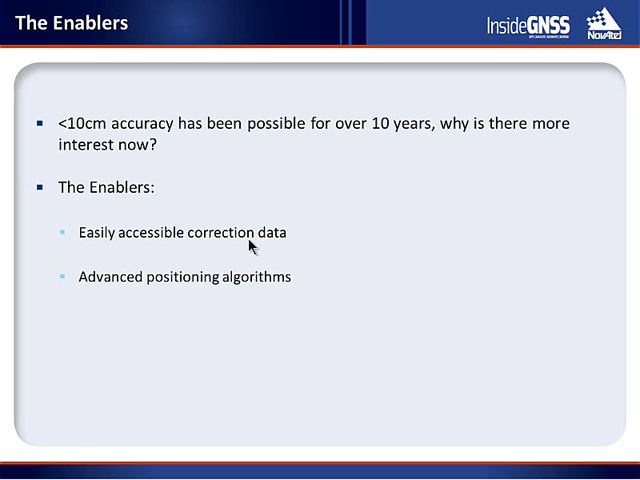 The Enablers
InsideGNSS
NovAtel
<10cm accuracy has been possible for over 10 years, why is there more
interest now?
The Enablers:
Easily accessible correction data
Advanced positioning algorithms